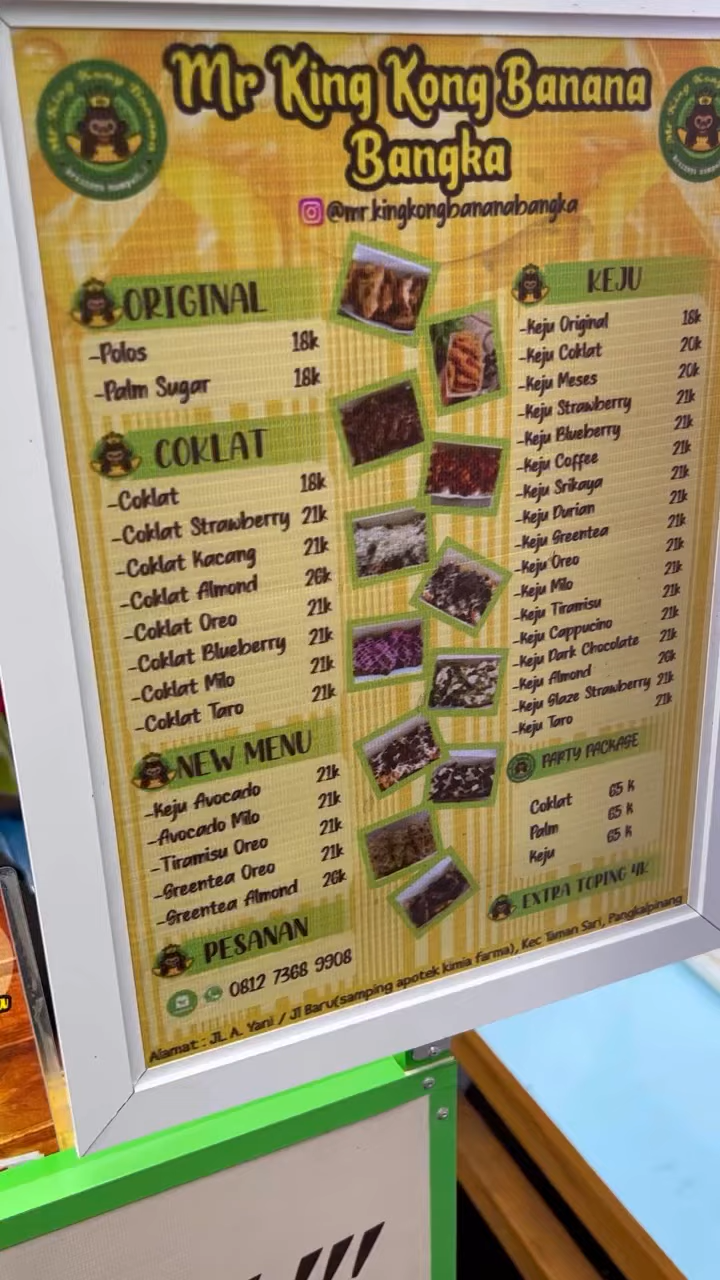 Mr King Kong Banana
Bangka
@mr.kingkongbananabangka
Mr King Kong Banana
ORIGINAL
-Polos 18k
-Palm Sugar 18k
COKLAT
-Coklat 18k
-Coklat Strawberry 21k
-Coklat Kacang 21k
-Coklat Almond 26k
-Coklat Oreo 21k
-Coklat Blueberry 21k
-Coklat Milo 21k
-Coklat Taro 21k
NEW MENU
-Keju Avocado 21k
-Avocado Milo 21k
-Tiramisu Oreo 21k
-Greentea Oreo 21k
-Greentea Almond 26k
PESANAN
0812 7368 9908
KEJU
-Keju Original 18k
-Keju Coklat 20k
-Keju Meses 20k
-Keju Strawberry 21k
-Keju Blueberry 21k
-Keju Coffee 21k
-Keju Srikaya 21k
-Keju Durian 21k
-Keju Greentea 21k
-Keju Oreo 21k
-Keju Milo 21k
-Keju Tiramisu 21k
-Keju Cappucino 21k
-Keju Dark Chocolate 21k
-Keju Almond 26k
-Keju Glaze Strawberry 21k
-Keju Taro 21k
PARTY PACKAGE
Coklat 65 K
Palm 65 K
Keju 65 K
EXTRA TOPING 4K
Alamat : JL A. Yani / Jl Baru(samping apotek kimia farma), Kec Taman Sari, Pangkalpinang